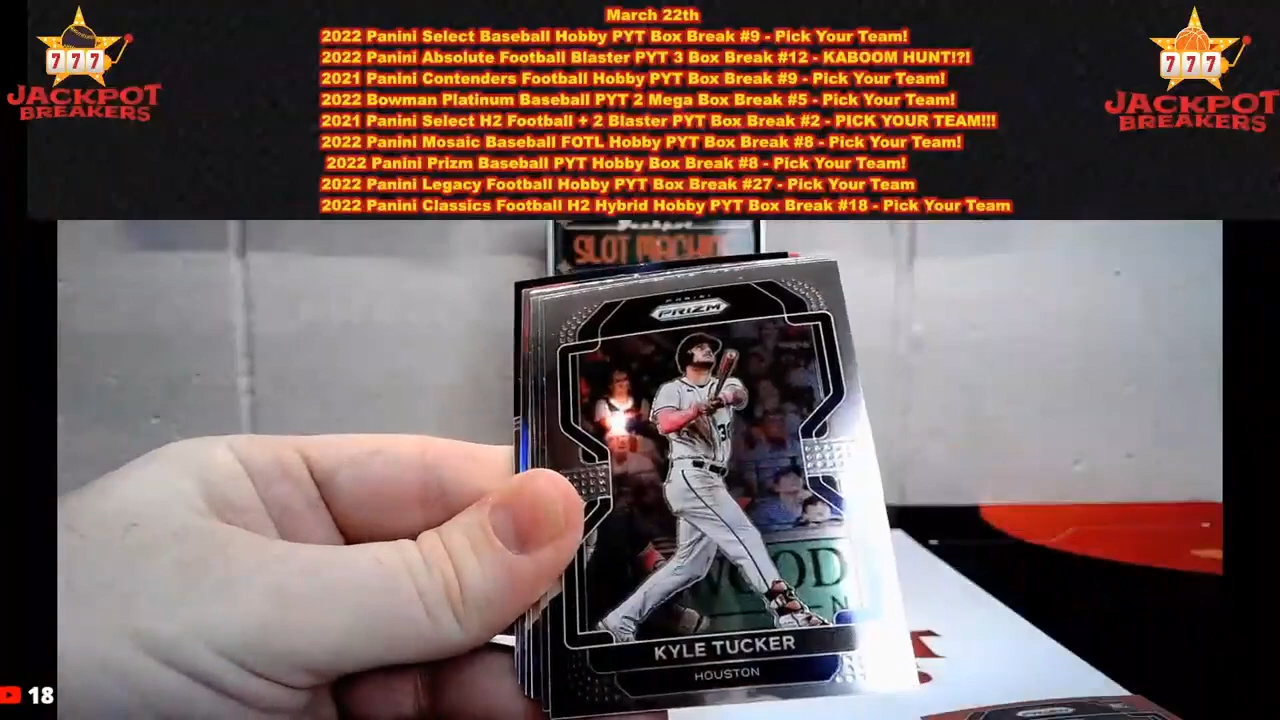 March 22th
2022 Panini Select Baseball Hobby PYT Box Break #9 - Pick Your Team!
2022 Panini Absolute Football Blaster PYT 3 Box Break #12 - KABOOM HUNT!?!
2021 Panini Contenders Football Hobby PYT Box Break #9 - Pick Your Team!
2022 Bowman Platinum Baseball PYT 2 Mega Box Break #5 - Pick Your Team!
2021 Panini Select H2 Football + 2 Blaster PYT Box Break #2 - PICK YOUR TEAM!!!
2022 Panini Mosaic Baseball FOTL Hobby PYT Box Break #8 - Pick Your Team!
2022 Panini Prizm Baseball PYT Hobby Box Break #8 - Pick Your Team!
2022 Panini Legacy Football Hobby PYT Box Break #27 - Pick Your Team
2022 Panini Classics Football H2 Hybrid Hobby PYT Box Break #18 - Pick Your Team
777
JACKPOT
BREAKERS
777
JACKPOT
BREAKERS
Jackpot
SLOT MACHIN
PANINI
PRIZM
KYLE TUCKER
HOUSTON
18